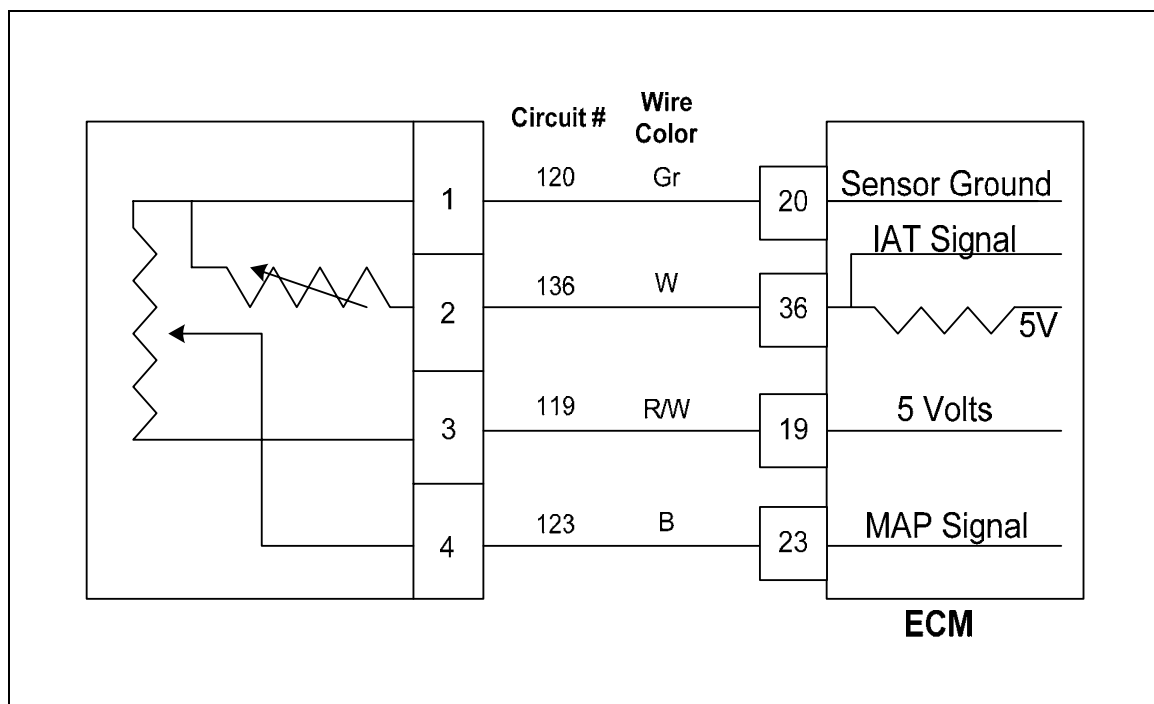 Circuit # Wire Color
1 120 Gr 20 Sensor Ground
IAT Signal
2 136 W 36 5V
3 119 R/W 19 5 Volts
4 123 B 23 MAP Signal
ECM